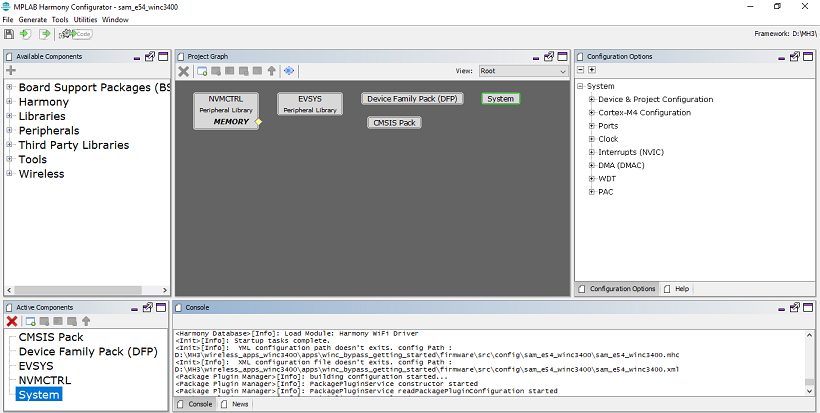 MPLAB Harmony Configurator - sam_e54_winc3400
File Generate Tools Utilities Window
Code
Framework: D:\MH3\
Available Components
Board Support Packages (BS
Harmony
Libraries
Peripherals
Third Party Libraries
Tools
Wireless
Project Graph
View: Root
NVMCTRL
Peripheral Library
MEMORY
EVSYS
Peripheral Library
Device Family Pack (DFP)
CMSIS Pack
System
Configuration Options
System
Device & Project Configuration
Cortex-M4 Configuration
Ports
Clock
Interrupts (NVIC)
DMA (DMAC)
WDT
PAC
Configuration Options Help
Active Components
CMSIS Pack
Device Family Pack (DFP)
EVSYS
NVMCTRL
System
Console
<Harmony Database>[Info]: Load Module: Harmony WiFi Driver
<Init>[Info]: Startup tasks complete.
<Init>[Info]: YML configuration path doesn't exits. config Path :
D:\MH3\wireless_apps_winc3400\apps\winc_bypass_getting_started\firmware\src\config\sam_e54_winc3400\sam_e54_winc3400.mhc
<Init>[Info]: XML configuration file doesn't exits. config Path :
D:\MH3\wireless_apps_winc3400\apps\winc_bypass_getting_started\firmware\src\config\sam_e54_winc3400\sam_e54_winc3400.xml
<Package Plugin Manager>[Info]: building configuration started...
<Package Plugin Manager>[Info]: PackagePluginService constructor started
<Package Plugin Manager>[Info]: PackagePluginService readPackagePluginConfiguration started
Console News